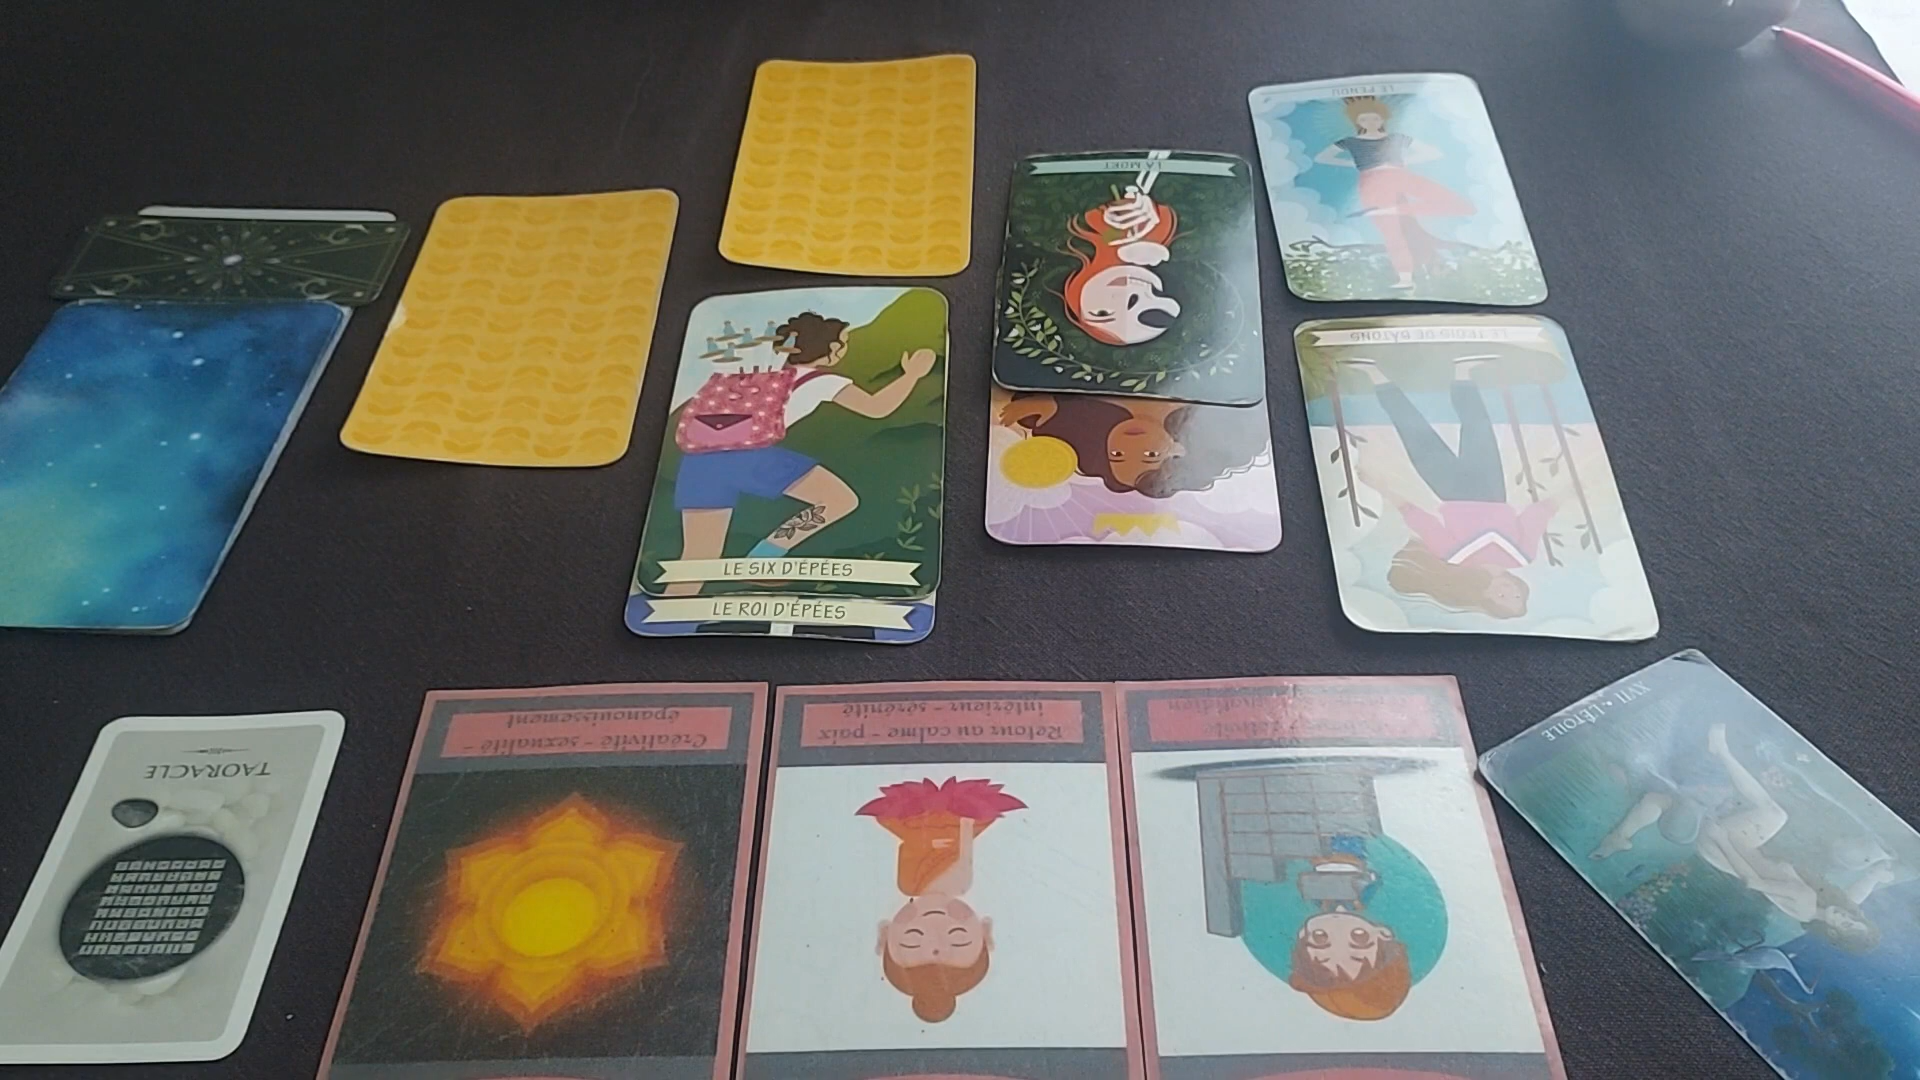 LE PENDU
LA MORT
LE TROIS DE BÂTONS
LE SIX D'ÉPÉES
LE ROI D'ÉPÉES
XVII • L'ÉTOILE
TAORACLE
Créativité - sexualité -
épanouissement
Retour au calme - paix
intérieur - sérénité